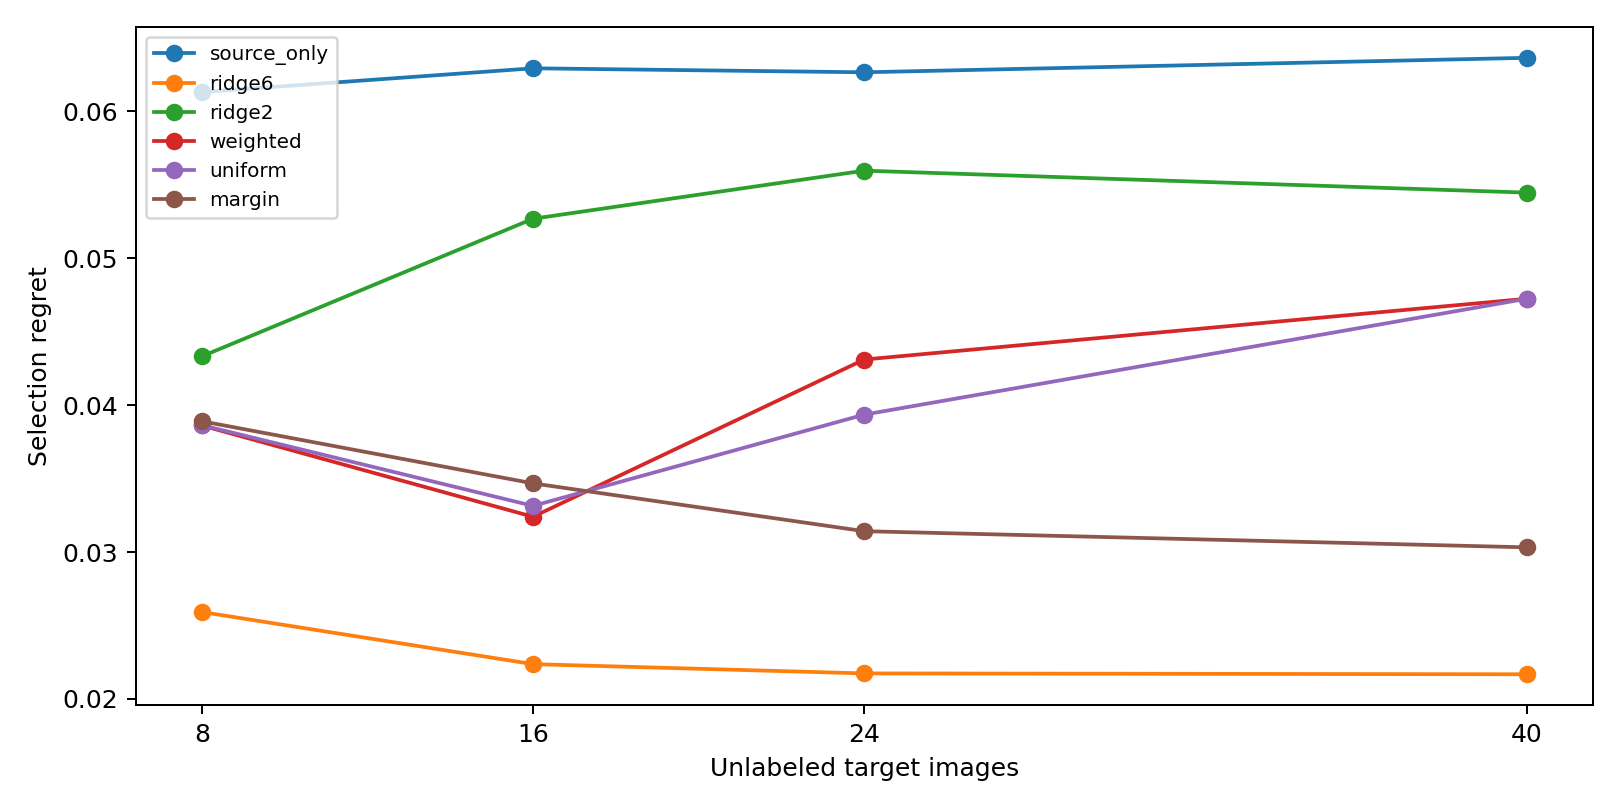 source_only
ridge6
ridge2
weighted
uniform
margin
0.06
0.05
0.04
0.03
0.02
Selection regret
8 16 24 40
Unlabeled target images